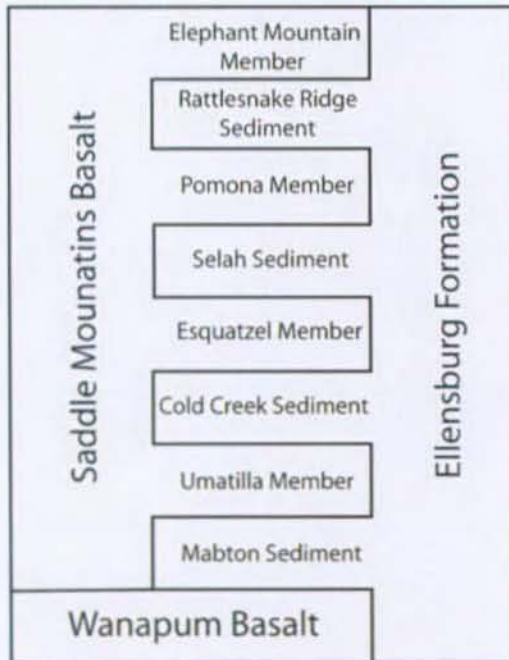 Elephant Mountain
Member
Rattlesnake Ridge
Sediment
Pomona Member
Selah Sediment
Esquatzel Member
Cold Creek Sediment
Umatilla Member
Mabton Sediment
Wanapum Basalt
Saddle Mounatins Basalt
Ellensburg Formation